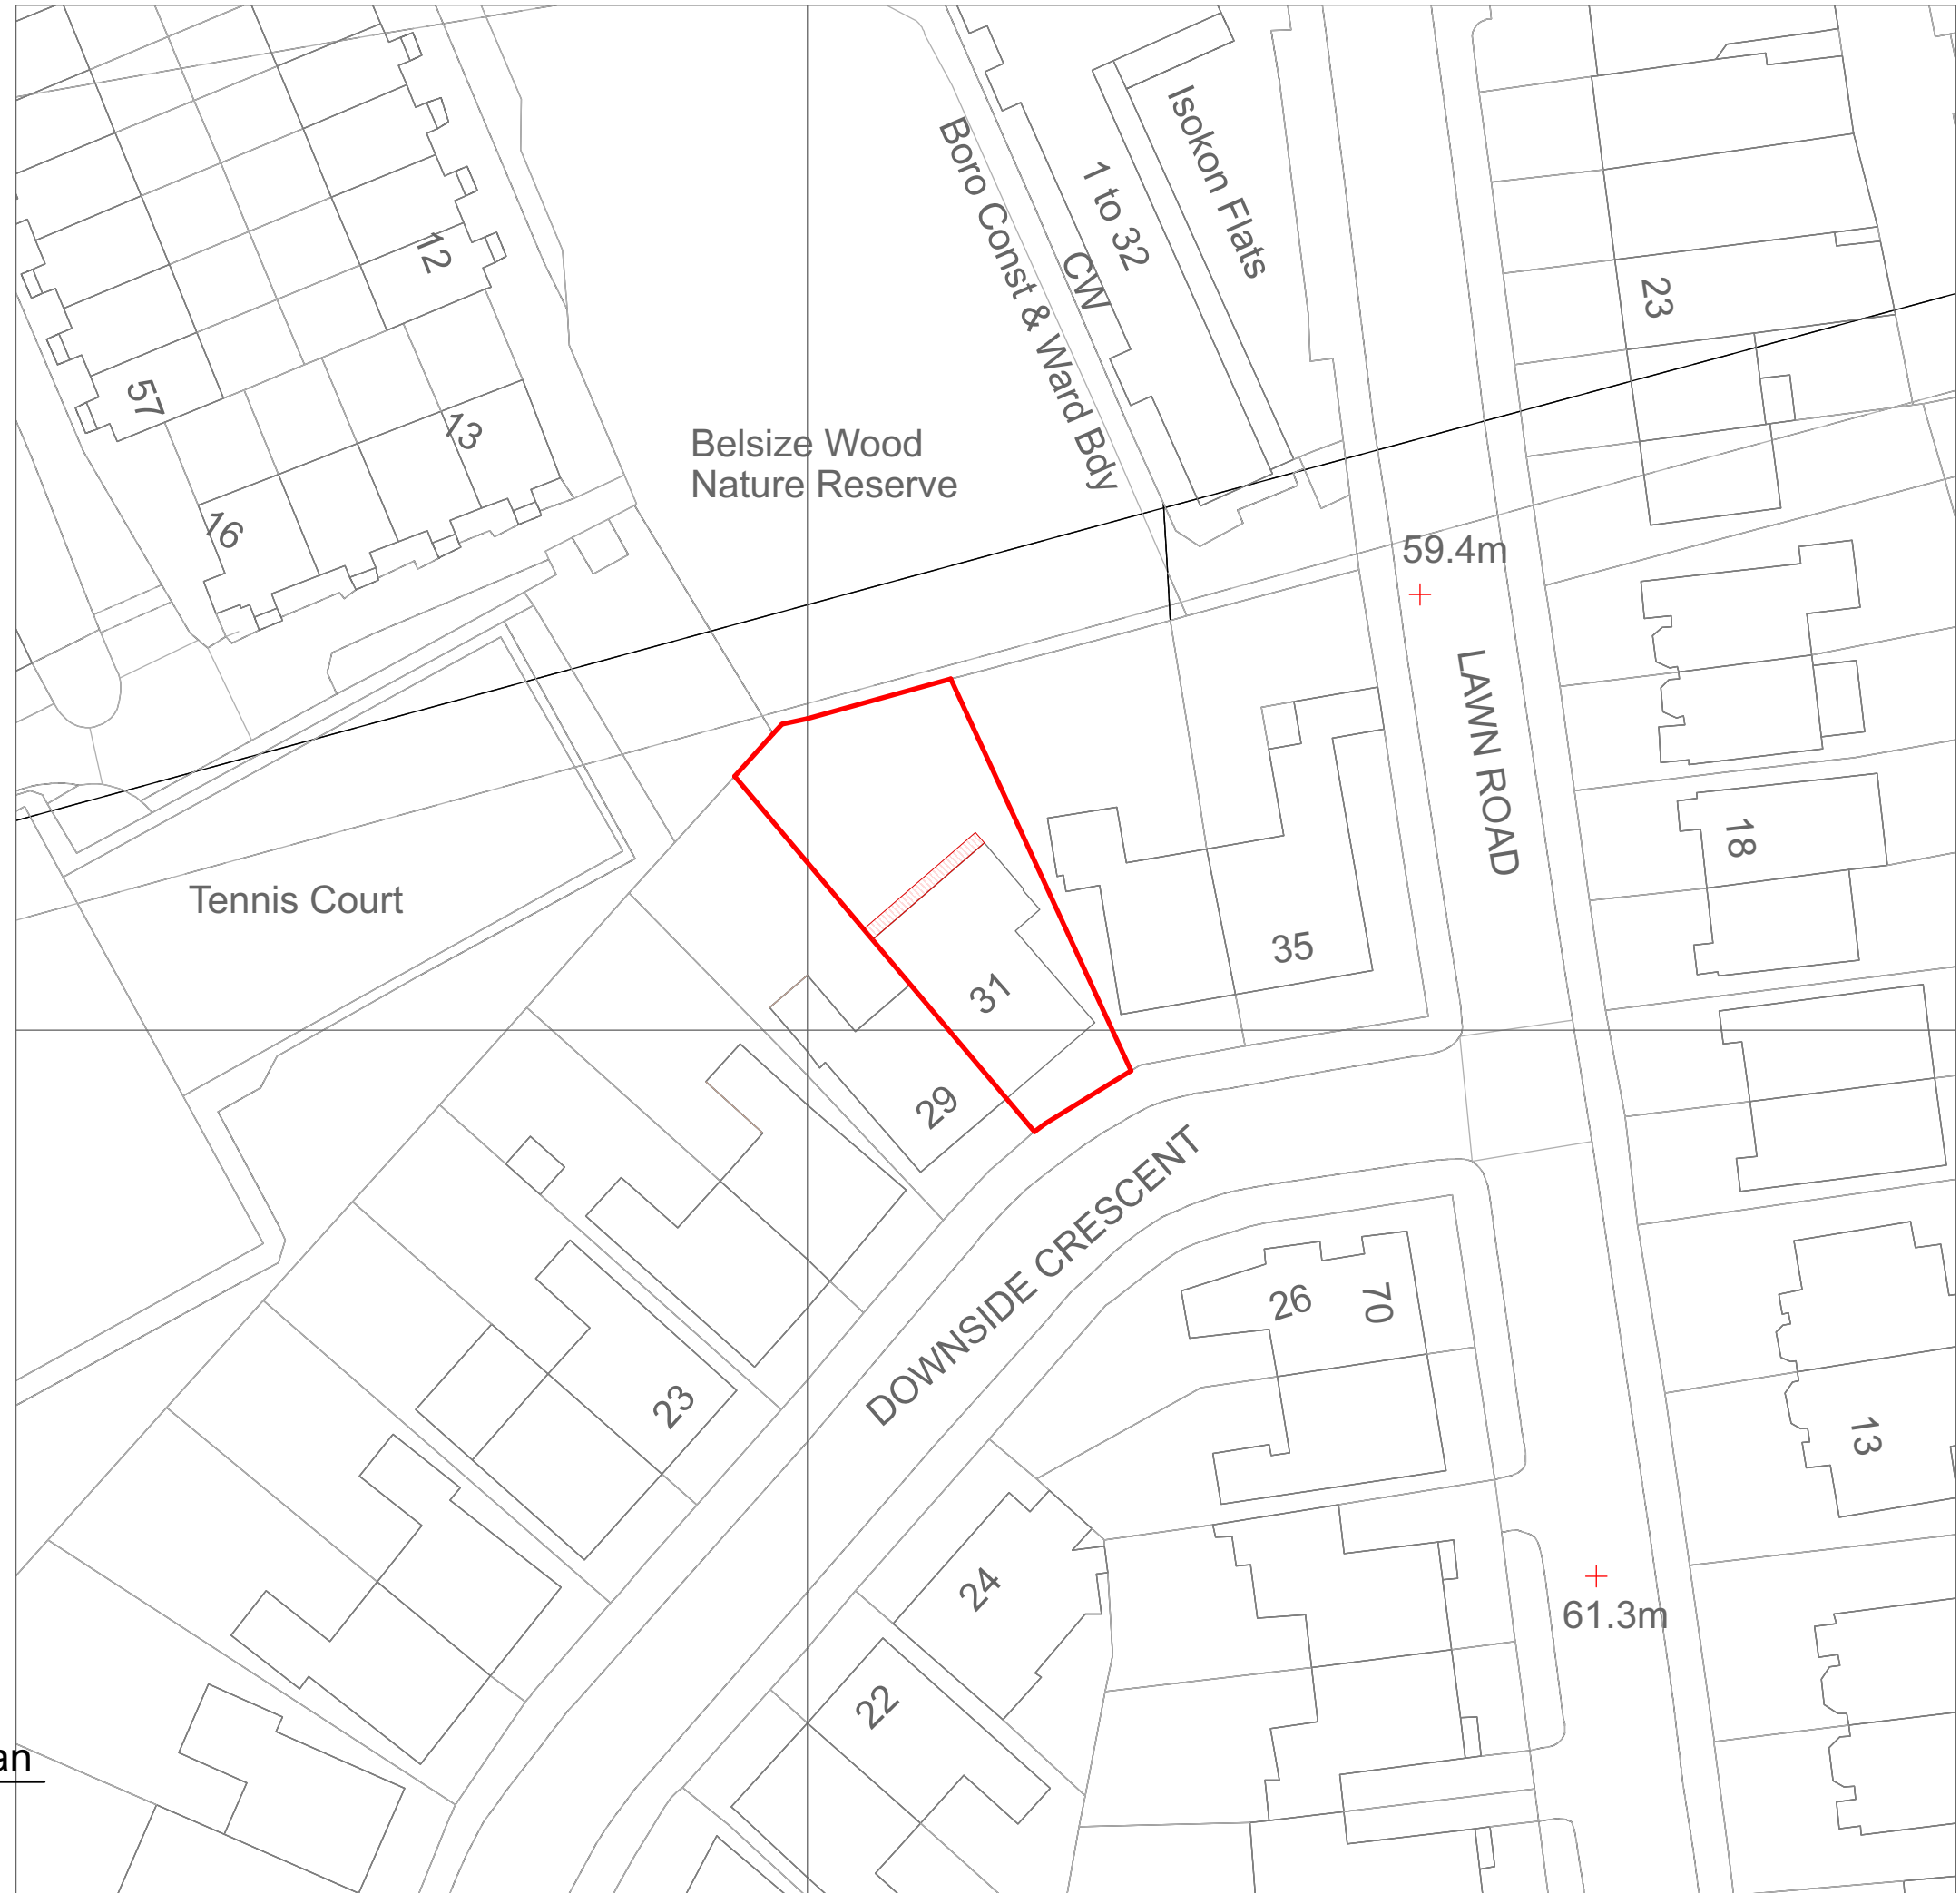 Isokon Flats
1 to 32
CW
Boro Const & Ward Bdy
12
57
13
16
23
Belsize Wood
Nature Reserve
59.4m
LAWN ROAD
18
Tennis Court
35
31
29
DOWNSIDE CRESCENT
26
70
23
13
24
61.3m
22
an